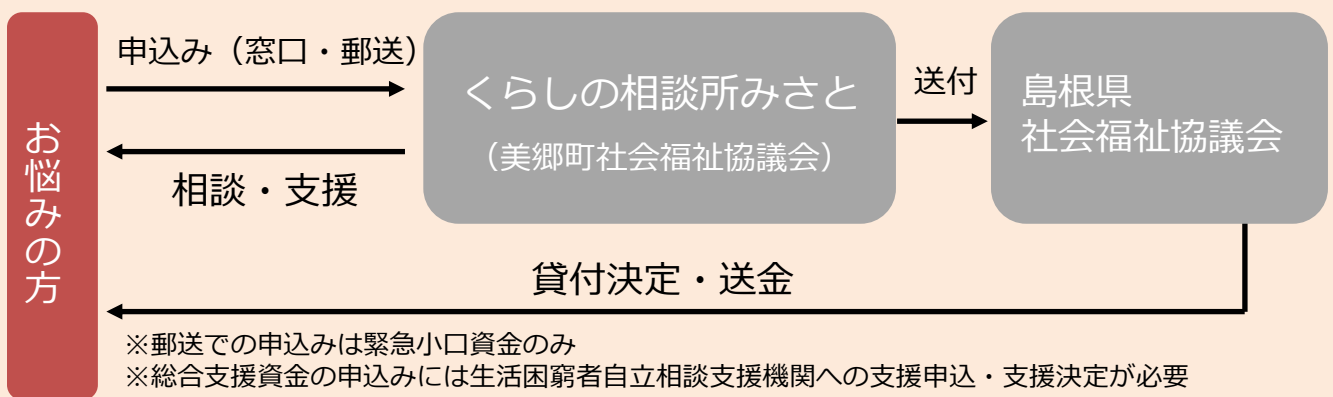 お悩みの方
申込み（窓口・郵送）
相談・支援
くらしの相談所みさと
（美郷町社会福祉協議会）
送付
島根県
社会福祉協議会
貸付決定・送金
※郵送での申込みは緊急小口資金のみ
※総合支援資金の申込みには生活困窮者自立相談支援機関への支援申込・支援決定が必要